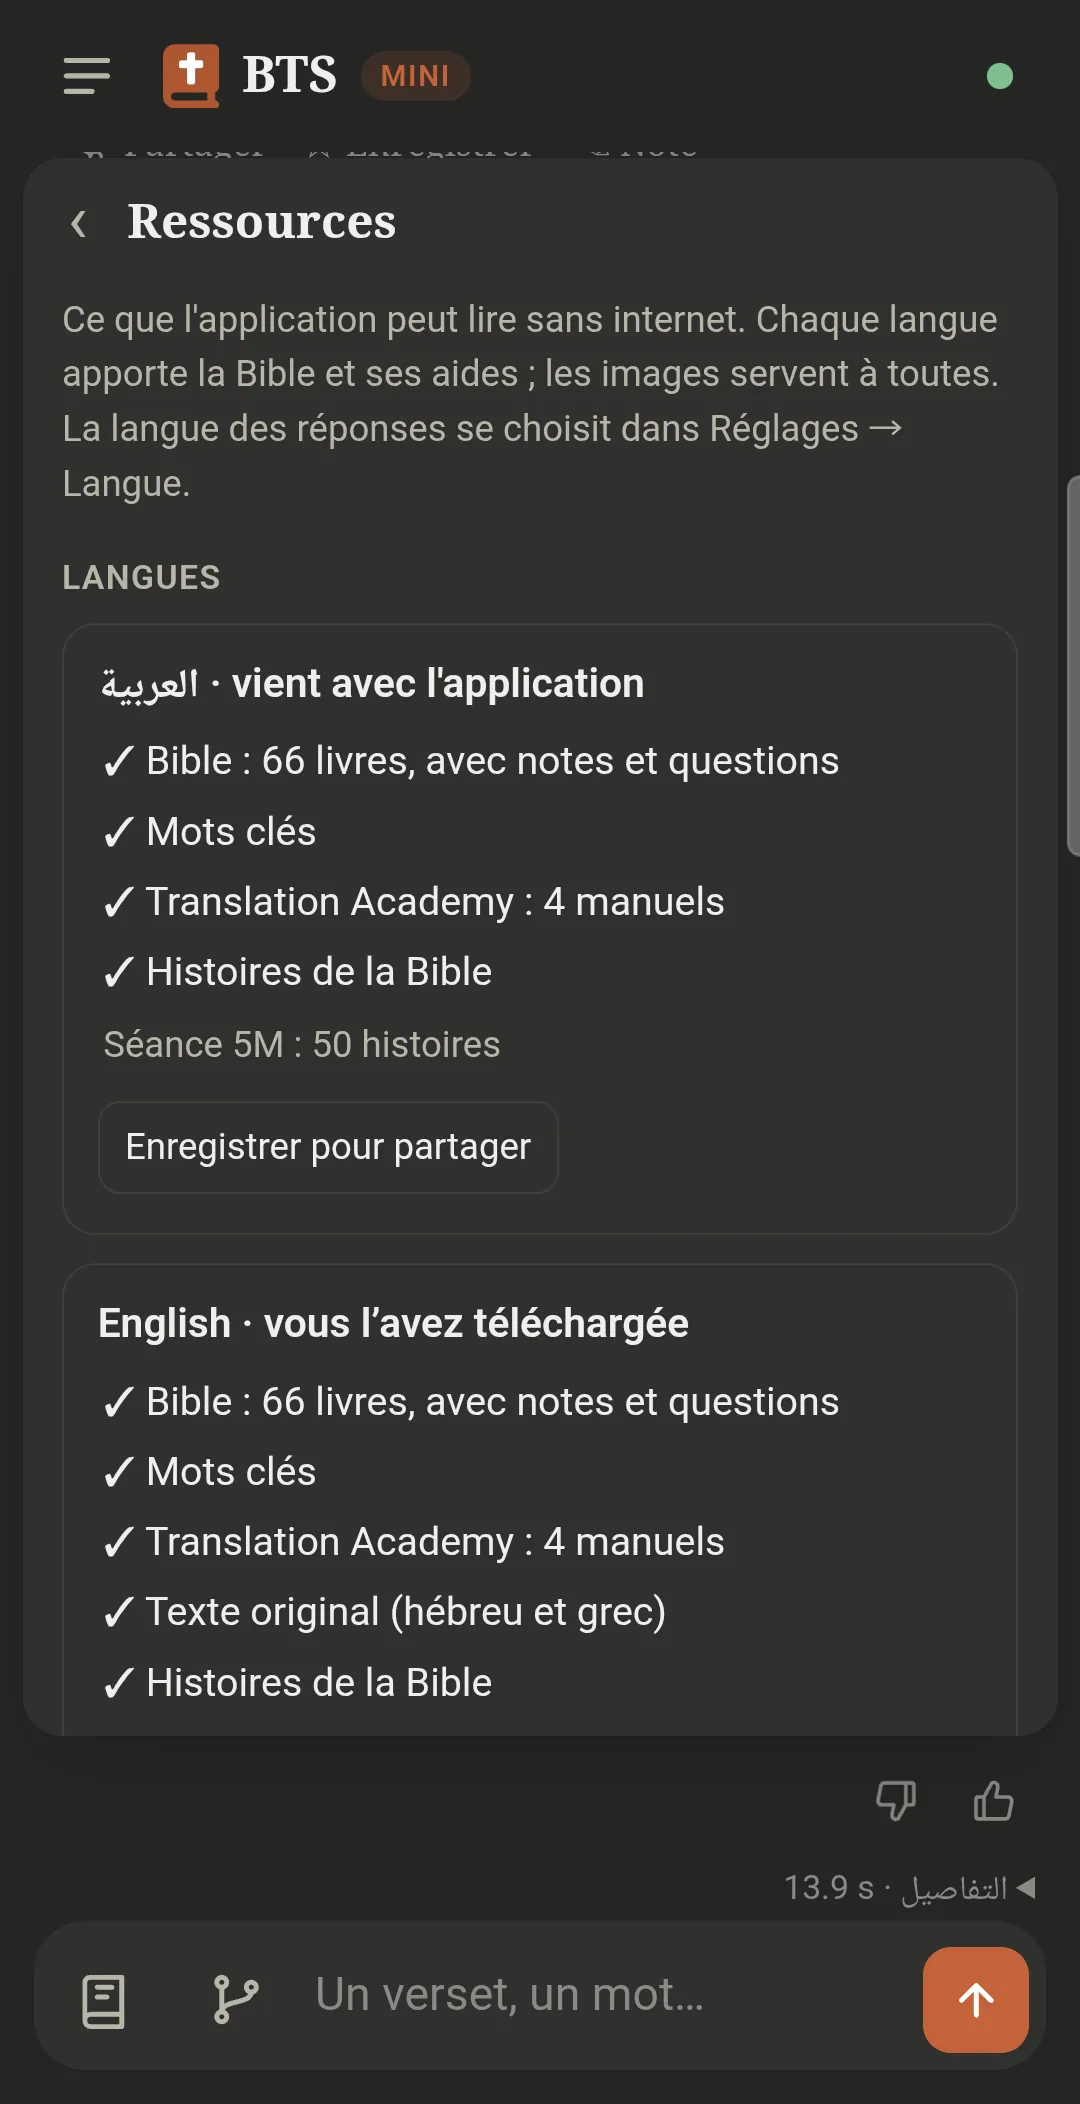 BTS MINI
Partager Enregistrer Note
‹ Ressources
Ce que l'application peut lire sans internet. Chaque langue
apporte la Bible et ses aides ; les images servent à toutes.
La langue des réponses se choisit dans Réglages →
Langue.
LANGUES
العربية · vient avec l'application
✓ Bible : 66 livres, avec notes et questions
✓ Mots clés
✓ Translation Academy : 4 manuels
✓ Histoires de la Bible
Séance 5M : 50 histoires
Enregistrer pour partager
English · vous l’avez téléchargée
✓ Bible : 66 livres, avec notes et questions
✓ Mots clés
✓ Translation Academy : 4 manuels
✓ Texte original (hébreu et grec)
✓ Histoires de la Bible
التفاصيل · 13.9 s
Un verset, un mot…